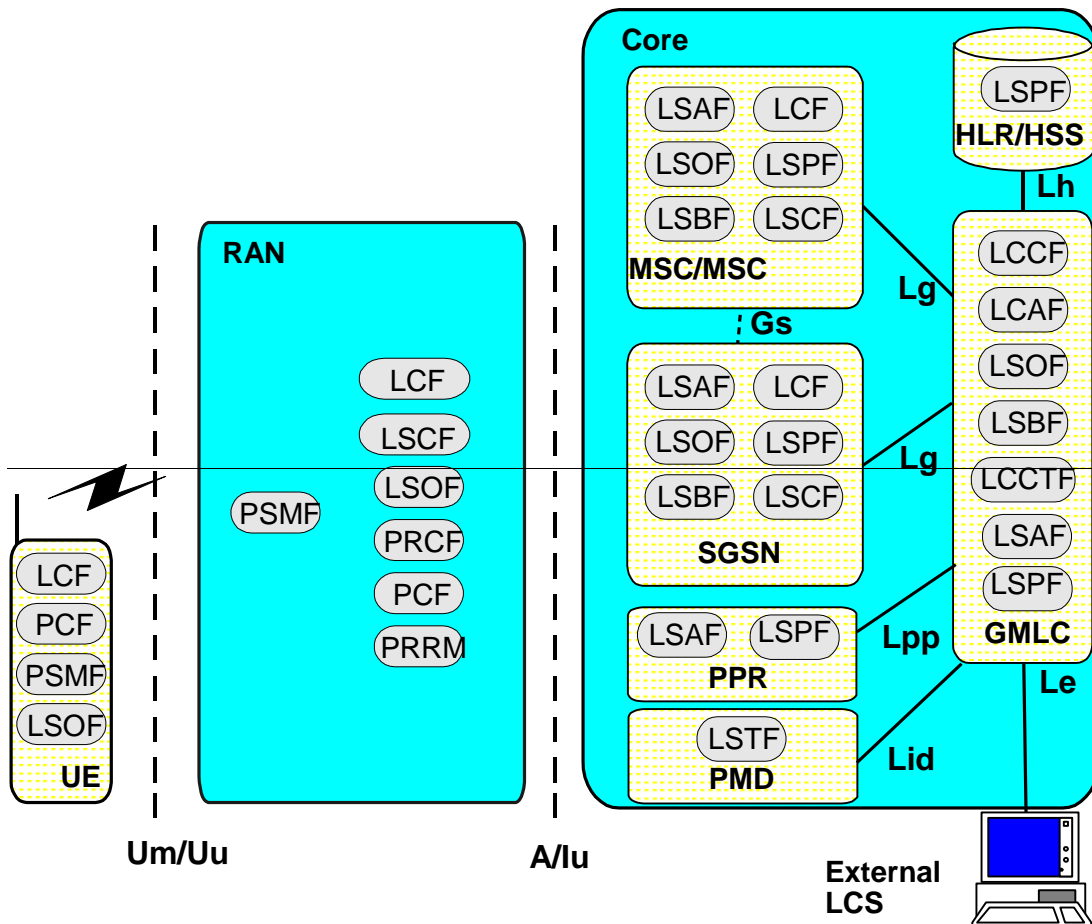 Core
LSAF
LCF
LSOF
LSPF
LSBF
LSCF
MSC/MSC
LSPF
HLR/HSS
Lh
Lg
Gs
LSAF
LCF
LSOF
LSPF
LSBF
LSCF
SGSN
Lg
LCCF
LCAF
LSOF
LSBF
LCCTF
LSAF
LSPF
GMLC
LSAF
LSPF
PPR
Lpp
LSTF
PMD
Lid
Le
RAN
LCF
LSCF
LSOF
PSMF
PRCF
PCF
PRRM
LCF
PCF
PSMF
LSOF
UE
Um/Uu
A/Iu
External
LCS